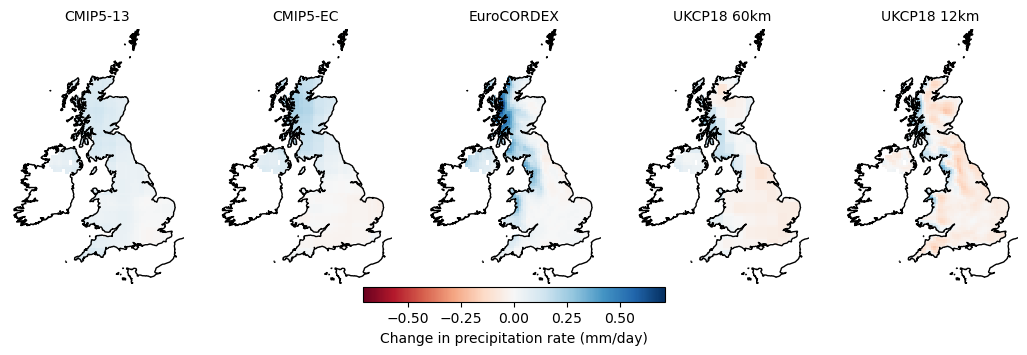 CMIP5-13 CMIP5-EC EuroCORDEX UKCP18 60km UKCP18 12km
−0.50 −0.25 0.00 0.25 0.50
Change in precipitation rate (mm/day)